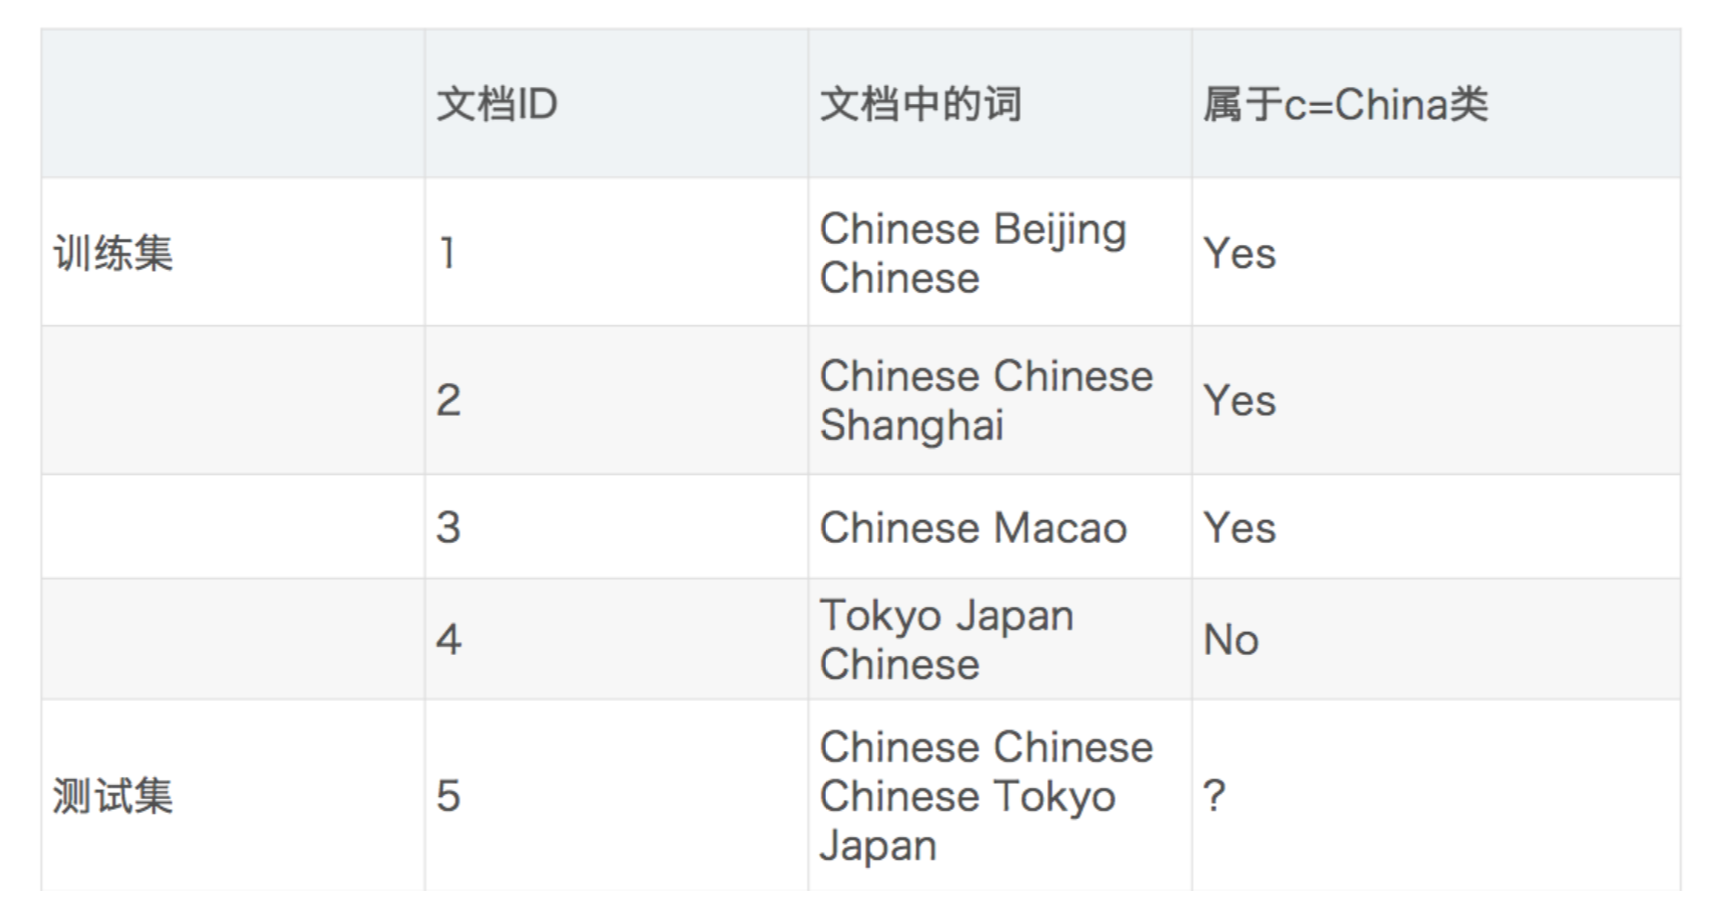 文档ID
文档中的词
属于c=China类
训练集
1
Chinese Beijing
Chinese
Yes
2
Chinese Chinese
Shanghai
Yes
3
Chinese Macao
Yes
4
Tokyo Japan
Chinese
No
测试集
5
Chinese Chinese
Chinese Tokyo
Japan
?